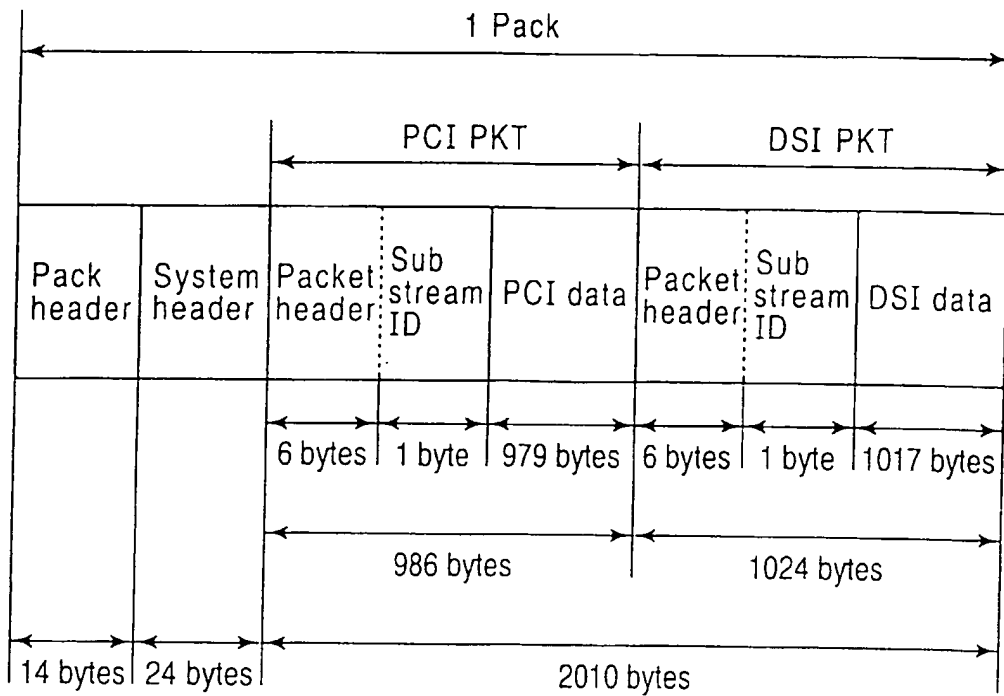 1 Pack
PCI PKT
DSI PKT
Pack
header
System
header
Packet
header
Sub
stream
ID
PCI data
Packet
header
Sub
stream
ID
DSI data
6 bytes
1 byte
979 bytes
6 bytes
1 byte
1017 bytes
986 bytes
1024 bytes
14 bytes
24 bytes
2010 bytes